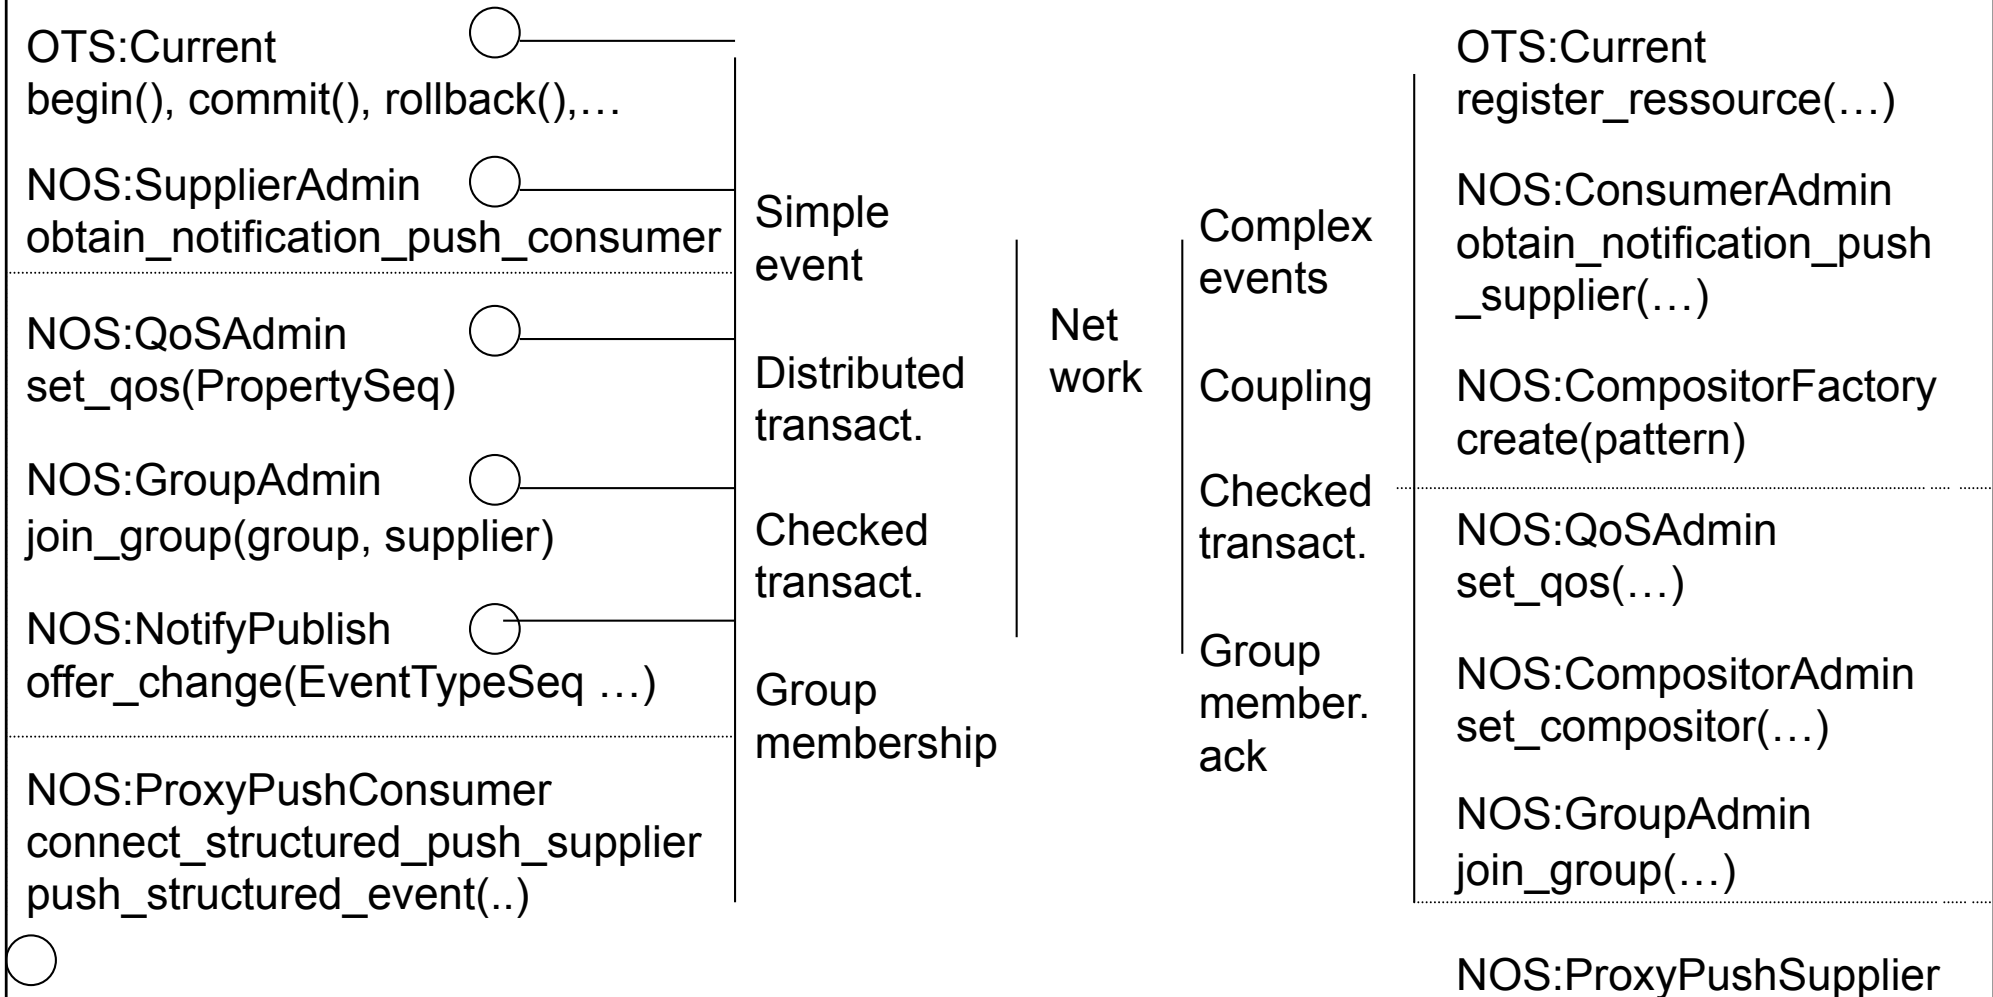 OTS:Current
begin(), commit(), rollback(),…
NOS:SupplierAdmin
obtain_notification_push_consumer
NOS:QoSAdmin
set_qos(PropertySeq)
NOS:GroupAdmin
join_group(group, supplier)
NOS:NotifyPublish
offer_change(EventTypeSeq …)
NOS:ProxyPushConsumer
connect_structured_push_supplier
push_structured_event(..)
Simple
event
Distributed
transact.
Checked
transact.
Group
membership
Net
work
Complex
events
Coupling
Checked
transact.
Group
member.
ack
OTS:Current
register_ressource(…)
NOS:ConsumerAdmin
obtain_notification_push
_supplier(…)
NOS:CompositorFactory
create(pattern)
NOS:QoSAdmin
set_qos(…)
NOS:CompositorAdmin
set_compositor(…)
NOS:GroupAdmin
join_group(…)
NOS:ProxyPushSupplier